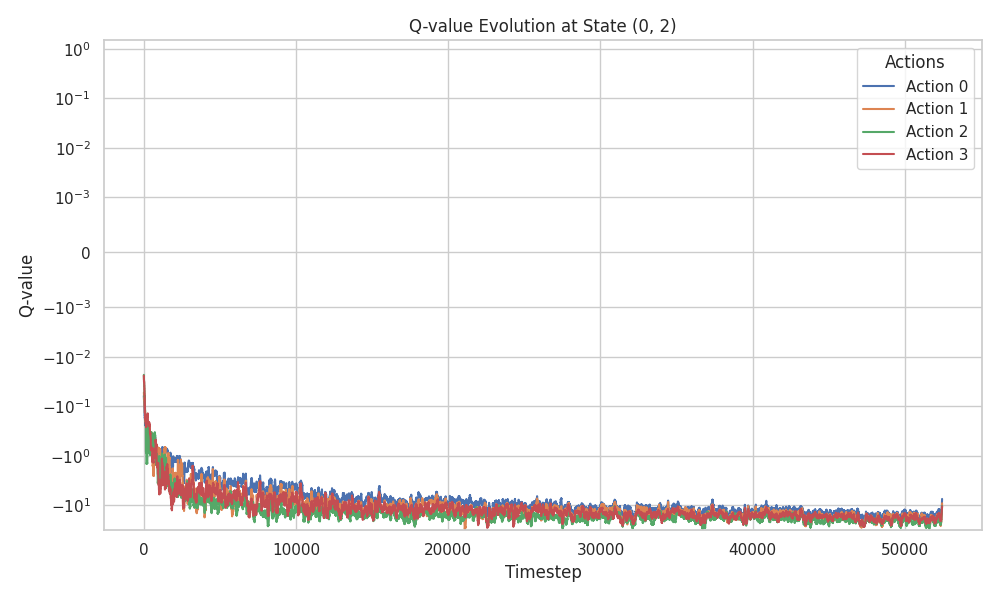 Q-value Evolution at State (0, 2)
Q-value
10⁰
10⁻¹
10⁻²
10⁻³
0
−10⁻³
−10⁻²
−10⁻¹
−10⁰
−10¹
Actions
Action 0
Action 1
Action 2
Action 3
0 10000 20000 30000 40000 50000
Timestep